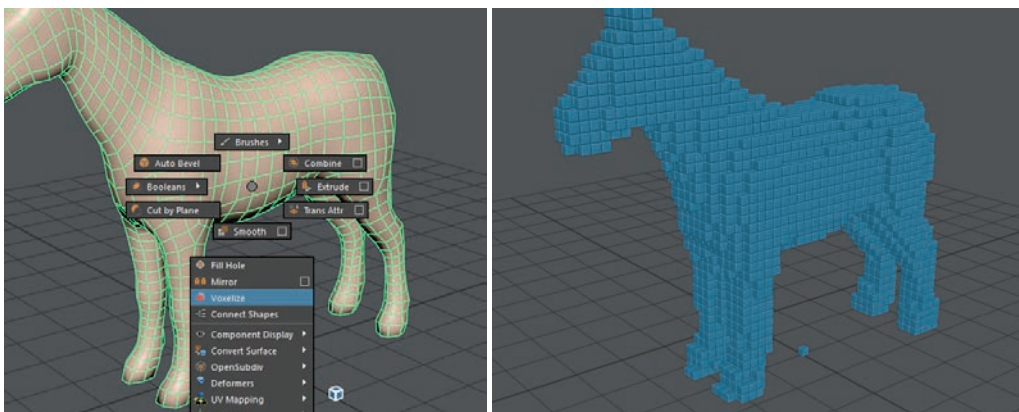 Brushes
Auto Bevel
Combine
Booleans
Extrude
Cut by Plane
Trans Attr
Smooth
Fill Hole
Mirror
Voxelize
Connect Shapes
Component Display
Convert Surface
OpenSubdiv
Deformers
UV Mapping